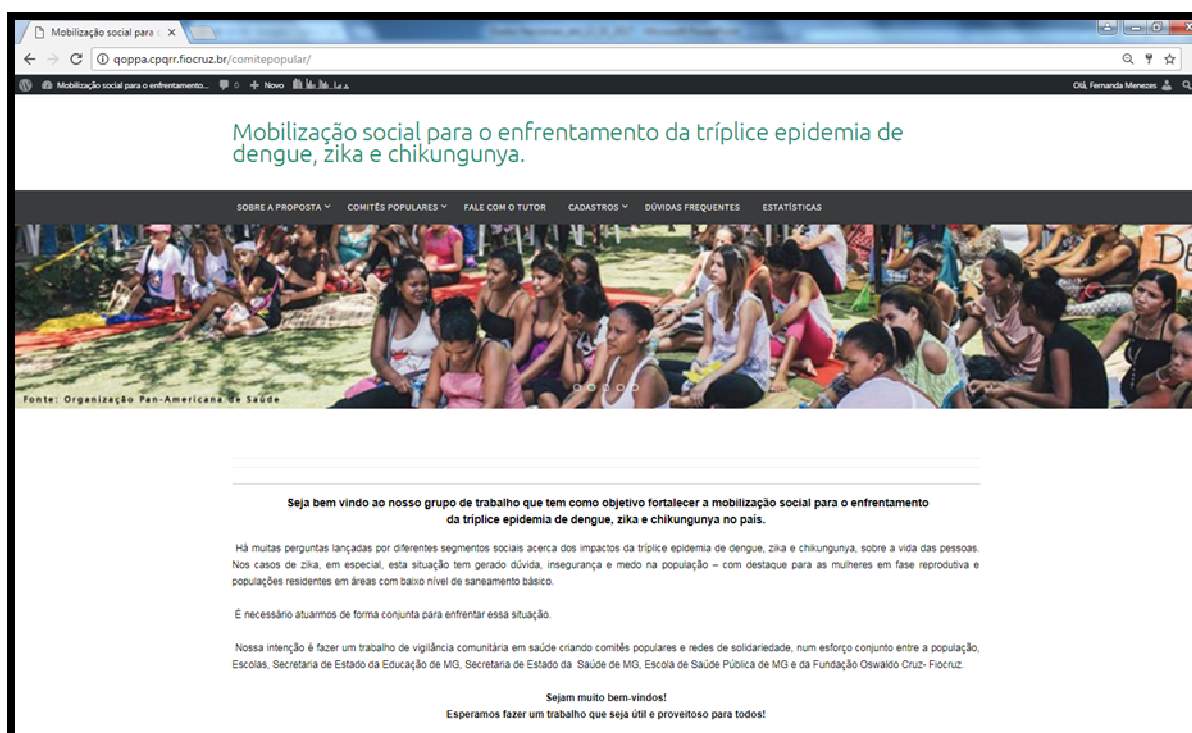 Mobilização social para
qoppa.cpqrr.fiocruz.br/comitepopular/
Mobilização social para o enfrentamento... 0 + Novo
Olá, Fernanda Menezes
Mobilização social para o enfrentamento da tríplice epidemia de
dengue, zika e chikungunya.
SOBRE A PROPOSTA COMITÊS POPULARES FALE COM O TUTOR CADASTROS DÚVIDAS FREQUENTES ESTATÍSTICAS
Fonte: Organização Pan-Americana de Saúde
Seja bem vindo ao nosso grupo de trabalho que tem como objetivo fortalecer a mobilização social para o enfrentamento
da tríplice epidemia de dengue, zika e chikungunya no país.
Há muitas perguntas lançadas por diferentes segmentos sociais acerca dos impactos da tríplice epidemia de dengue, zika e chikungunya, sobre a vida das pessoas.
Nos casos de zika, em especial, esta situação tem gerado dúvida, insegurança e medo na população – com destaque para as mulheres em fase reprodutiva e
populações residentes em áreas com baixo nível de saneamento básico.
É necessário atuarmos de forma conjunta para enfrentar essa situação.
Nossa intenção é fazer um trabalho de vigilância comunitária em saúde criando comitês populares e redes de solidariedade, num esforço conjunto entre a população,
Escolas, Secretaria de Estado da Educação de MG, Secretaria de Estado da Saúde de MG, Escola de Saúde Pública de MG e da Fundação Oswaldo Cruz- Fiocruz.
Sejam muito bem-vindos!
Esperamos fazer um trabalho que seja útil e proveitoso para todos!